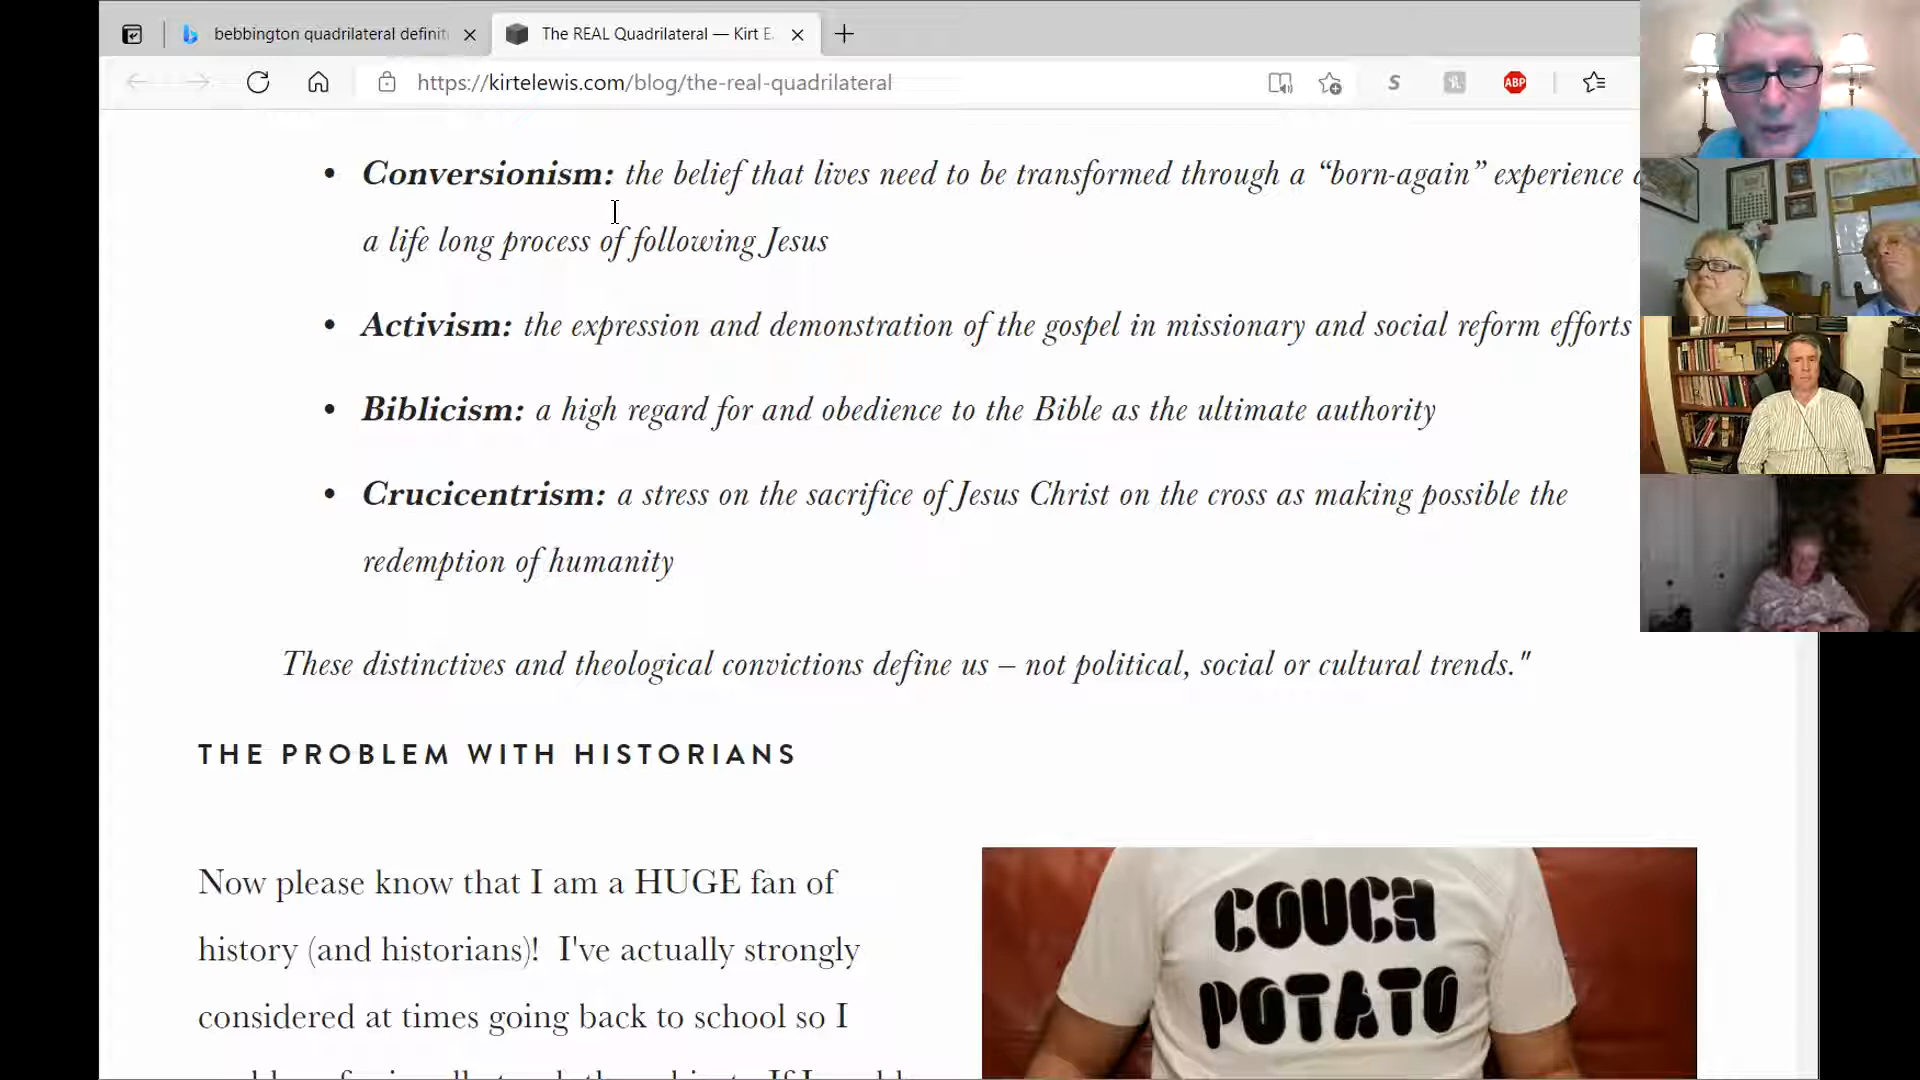 bebbington quadrilateral definit
The REAL Quadrilateral — Kirt E.
https://kirtelewis.com/blog/the-real-quadrilateral
ABP
• Conversionism: the belief that lives need to be transformed through a “born-again” experience
a life long process of following Jesus
• Activism: the expression and demonstration of the gospel in missionary and social reform efforts
• Biblicism: a high regard for and obedience to the Bible as the ultimate authority
• Crucicentrism: a stress on the sacrifice of Jesus Christ on the cross as making possible the
redemption of humanity
These distinctives and theological convictions define us – not political, social or cultural trends."
THE PROBLEM WITH HISTORIANS
Now please know that I am a HUGE fan of
history (and historians)! I've actually strongly
considered at times going back to school so I
COUCH
POTATO